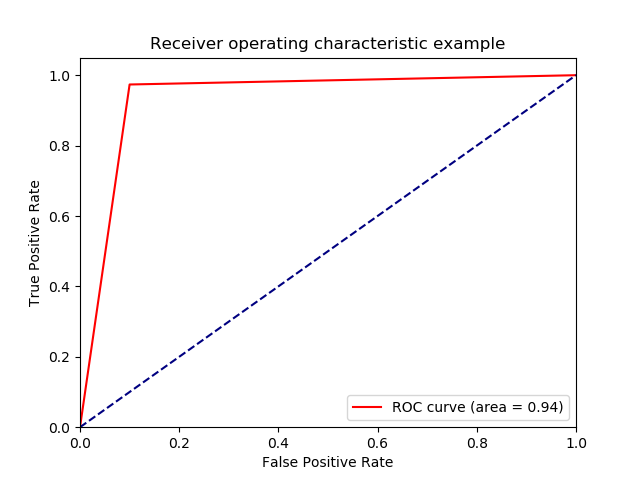 Receiver operating characteristic example
1.0
0.8
0.6
0.4
0.2
0.0
True Positive Rate
ROC curve (area = 0.94)
0.0 0.2 0.4 0.6 0.8 1.0
False Positive Rate